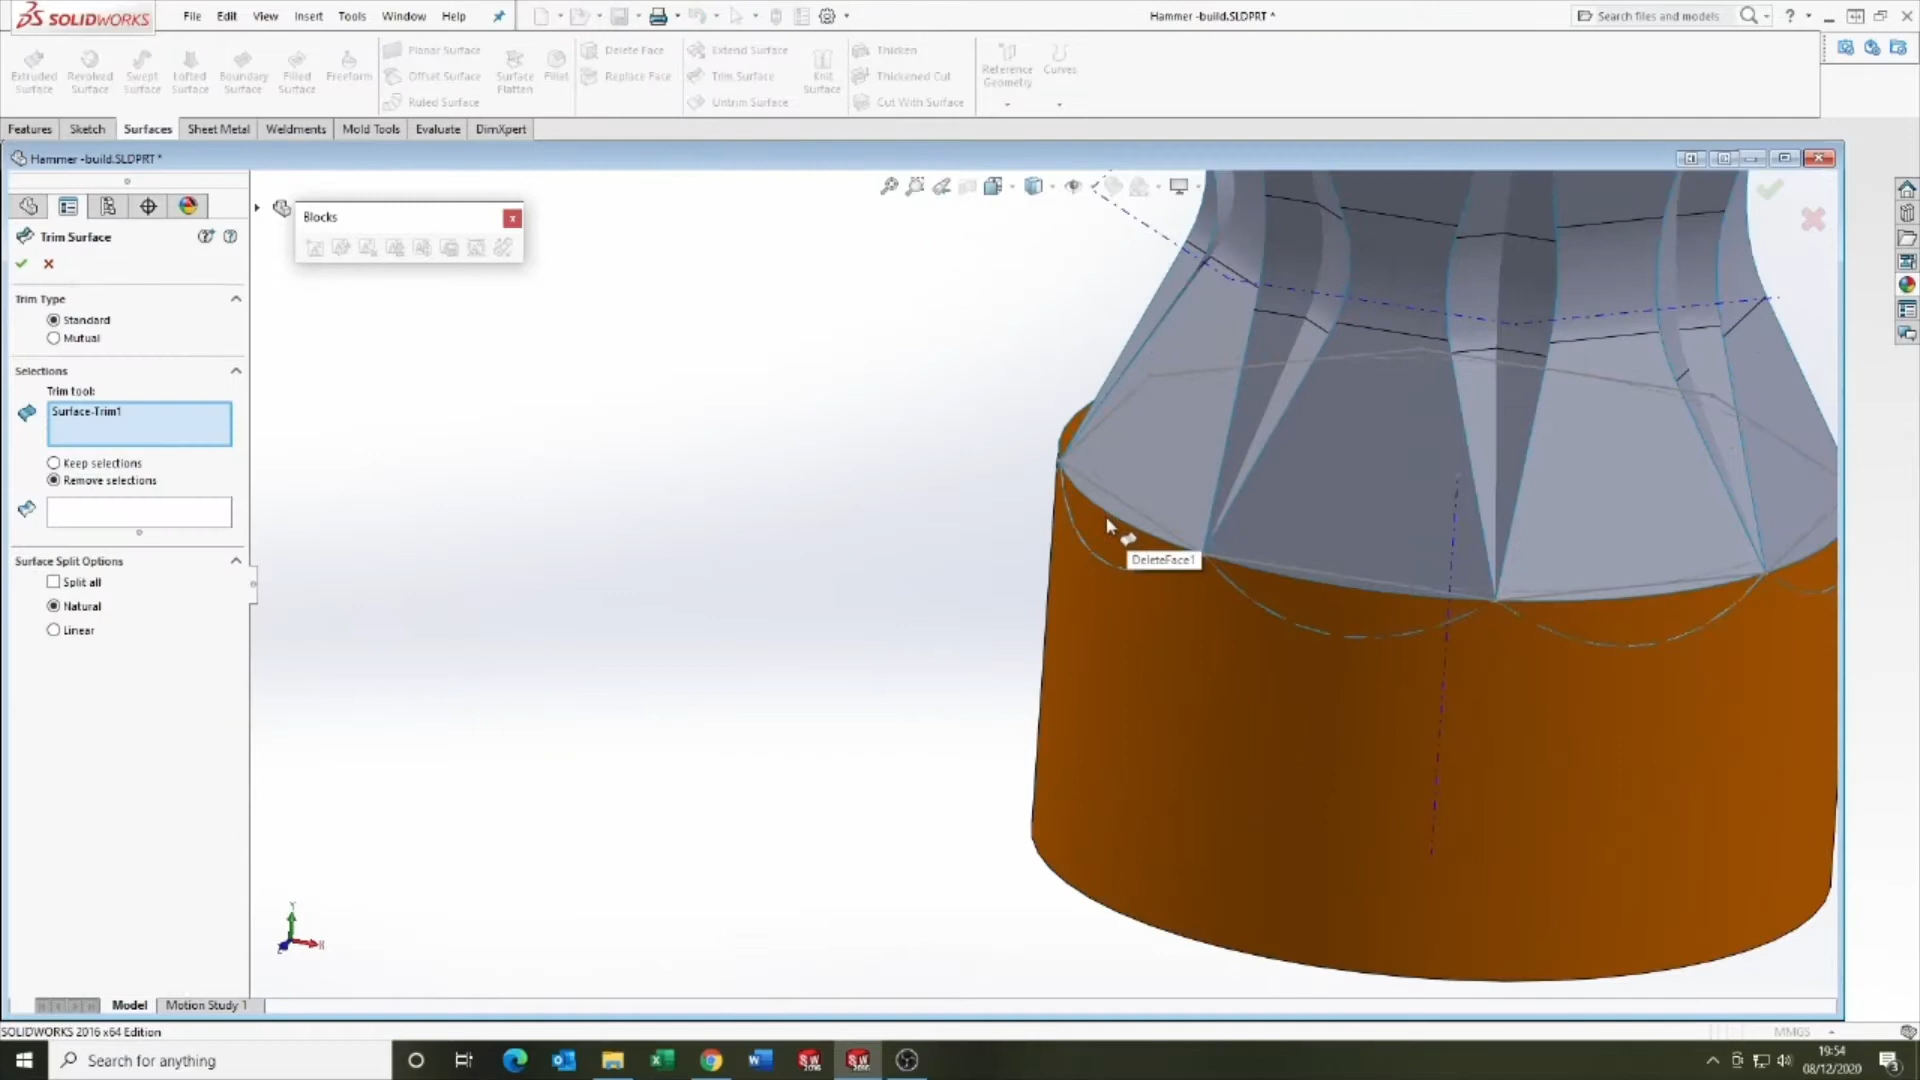 SOLIDWORKS
File Edit View Insert Tools Window Help
Hammer -build.SLDPRT *
Search files and models
Extruded Surface
Revolved Surface
Swept Surface
Lofted Surface
Boundary Surface
Filled Surface
Freeform
Planar Surface
Offset Surface
Ruled Surface
Surface Flatten
Fillet
Delete Face
Replace Face
Extend Surface
Trim Surface
Untrim Surface
Knit Surface
Thicken
Thickened Cut
Cut With Surface
Reference Geometry
Curves
Features Sketch Surfaces Sheet Metal Weldments Mold Tools Evaluate DimXpert
Hammer -build.SLDPRT *
Blocks
Trim Surface
Trim Type
Standard
Mutual
Selections
Trim tool:
Surface-Trim1
Keep selections
Remove selections
Surface Split Options
Split all
Natural
Linear
DeleteFace1
Model Motion Study 1
SOLIDWORKS 2016 x64 Edition
MMGS
Search for anything
19:54
08/12/2020